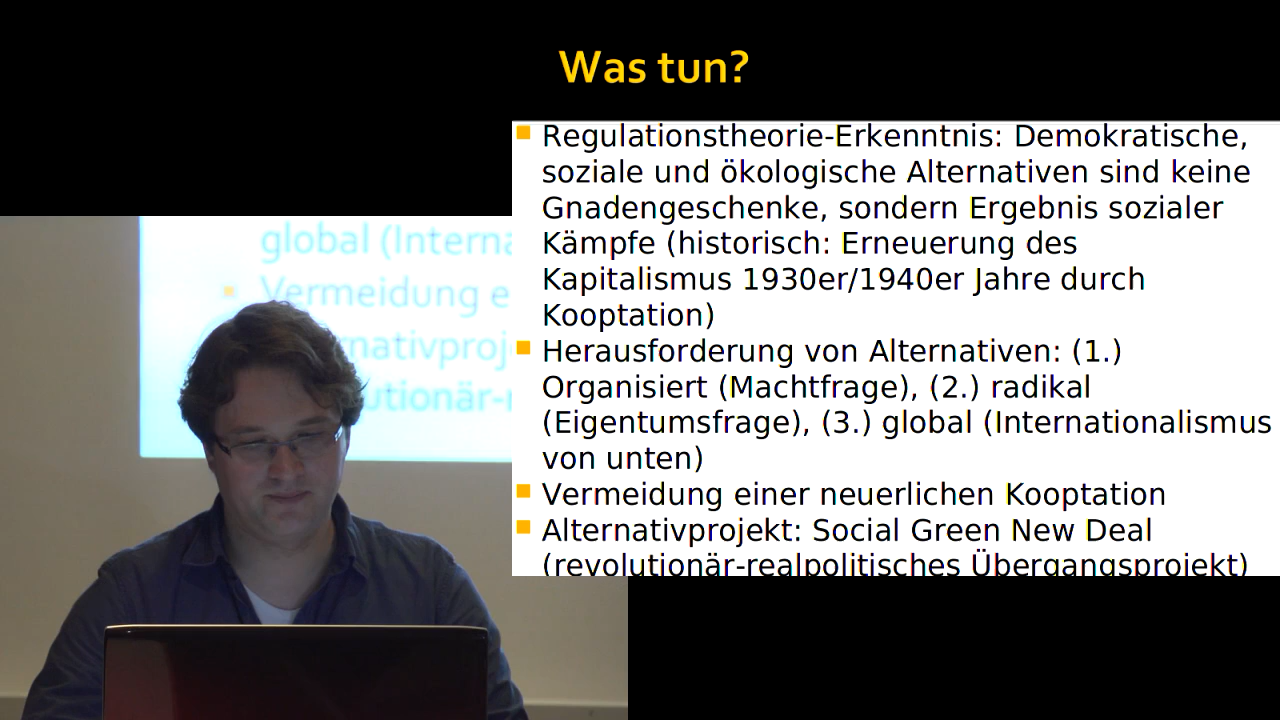 Was tun?
Regulationstheorie-Erkenntnis: Demokratische,
soziale und ökologische Alternativen sind keine
Gnadengeschenke, sondern Ergebnis sozialer
Kämpfe (historisch: Erneuerung des
Kapitalismus 1930er/1940er Jahre durch
Kooptation)
Herausforderung von Alternativen: (1.)
Organisiert (Machtfrage), (2.) radikal
(Eigentumsfrage), (3.) global (Internationalismus
von unten)
Vermeidung einer neuerlichen Kooptation
Alternativprojekt: Social Green New Deal
(revolutionär-realpolitisches Übergangsprojekt)
global (Interna
Vermeidung e
rnativproj
utionär-r